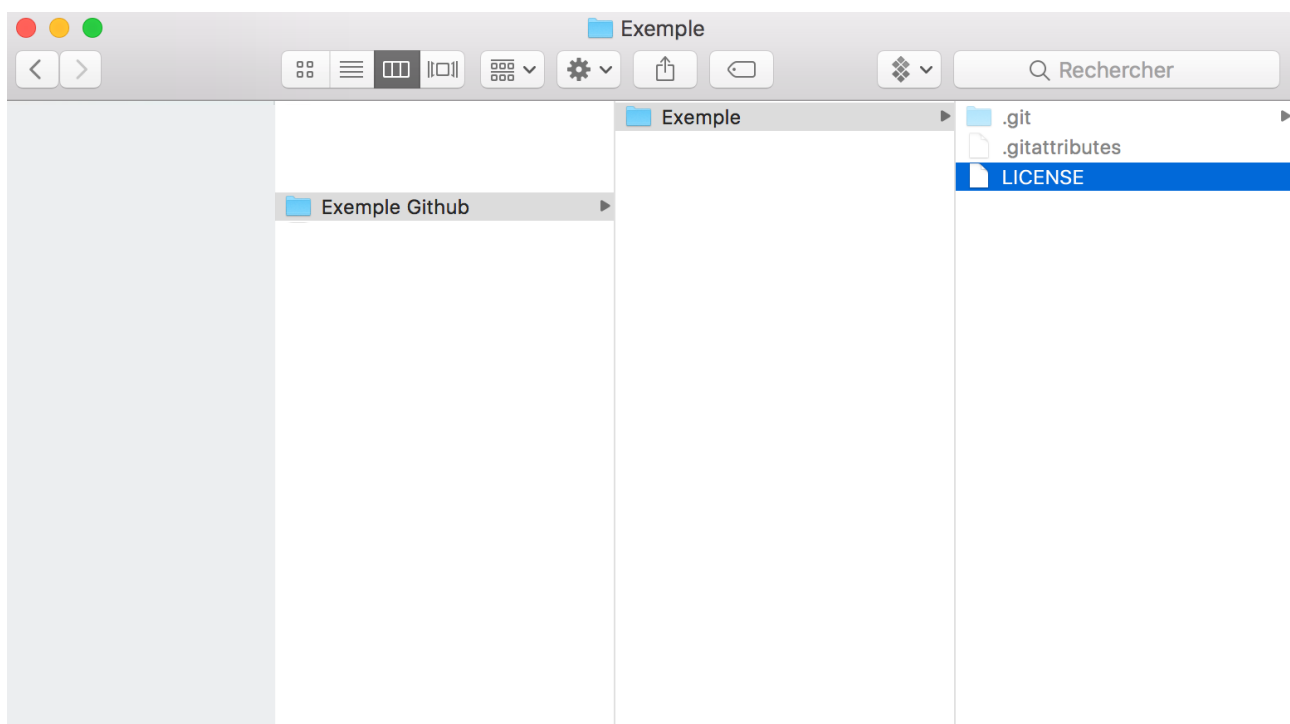 Exemple
Rechercher
Exemple Github
Exemple
.git
.gitattributes
LICENSE